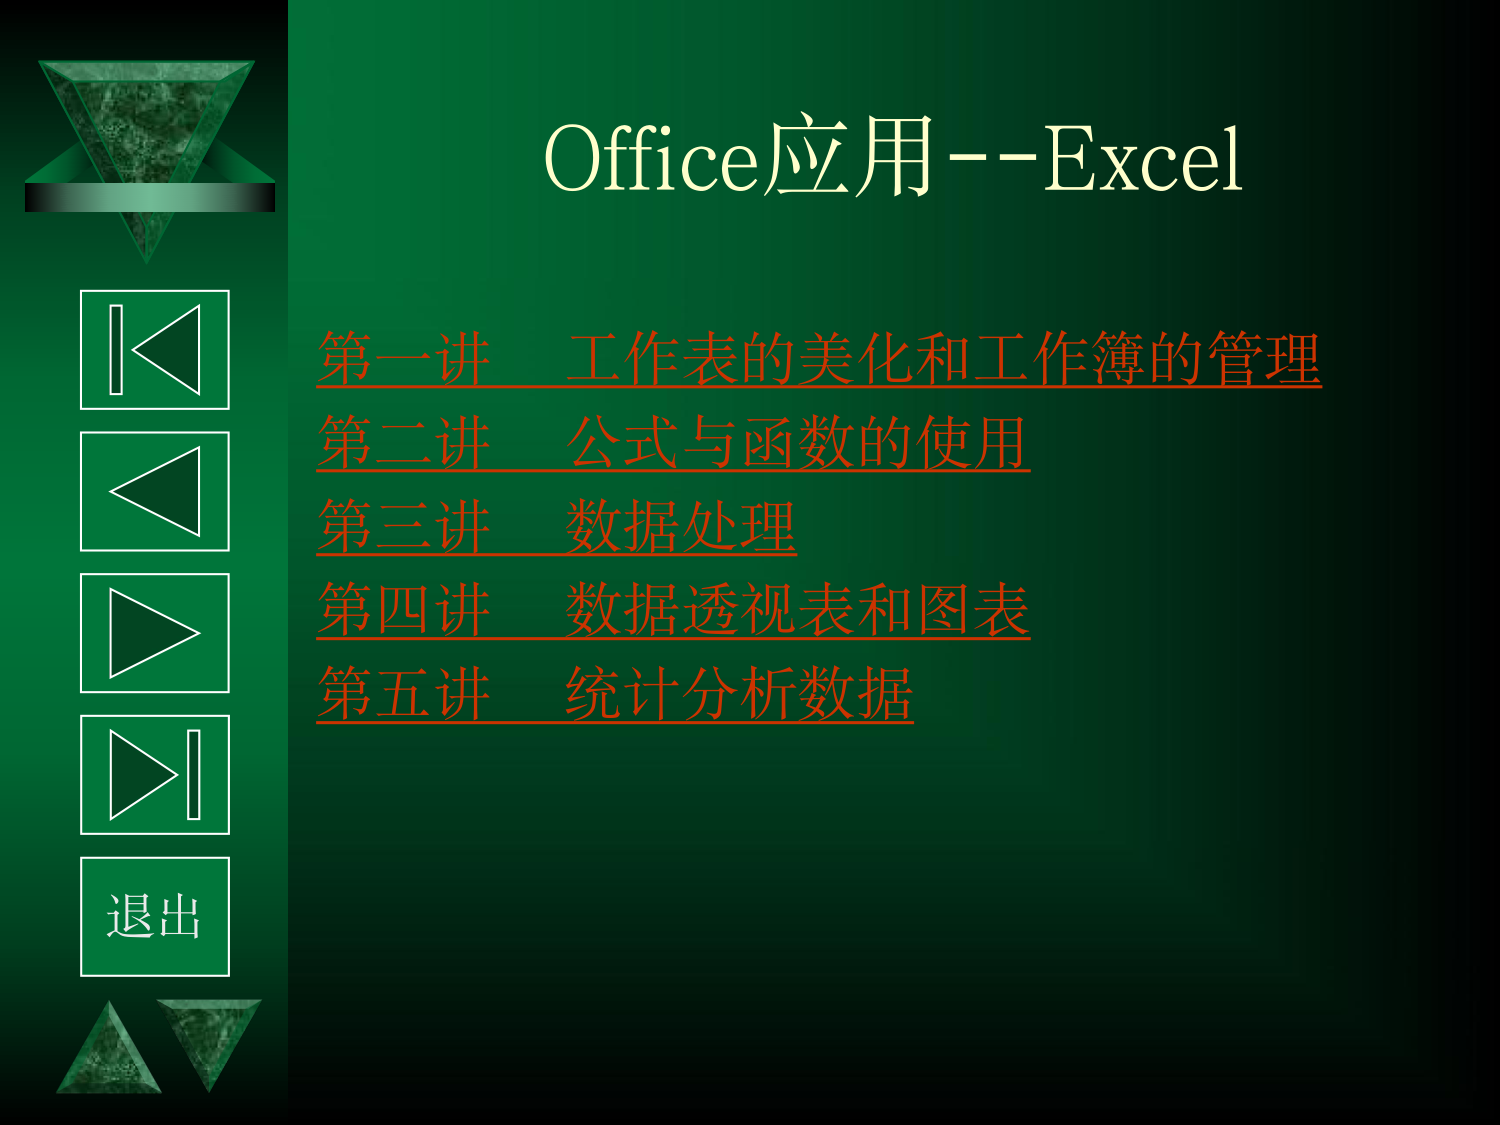 Office应用--Excel
第一讲 工作表的美化和工作簿的管理
第二讲 公式与函数的使用
第三讲 数据处理
第四讲 数据透视表和图表
第五讲 统计分析数据
退出